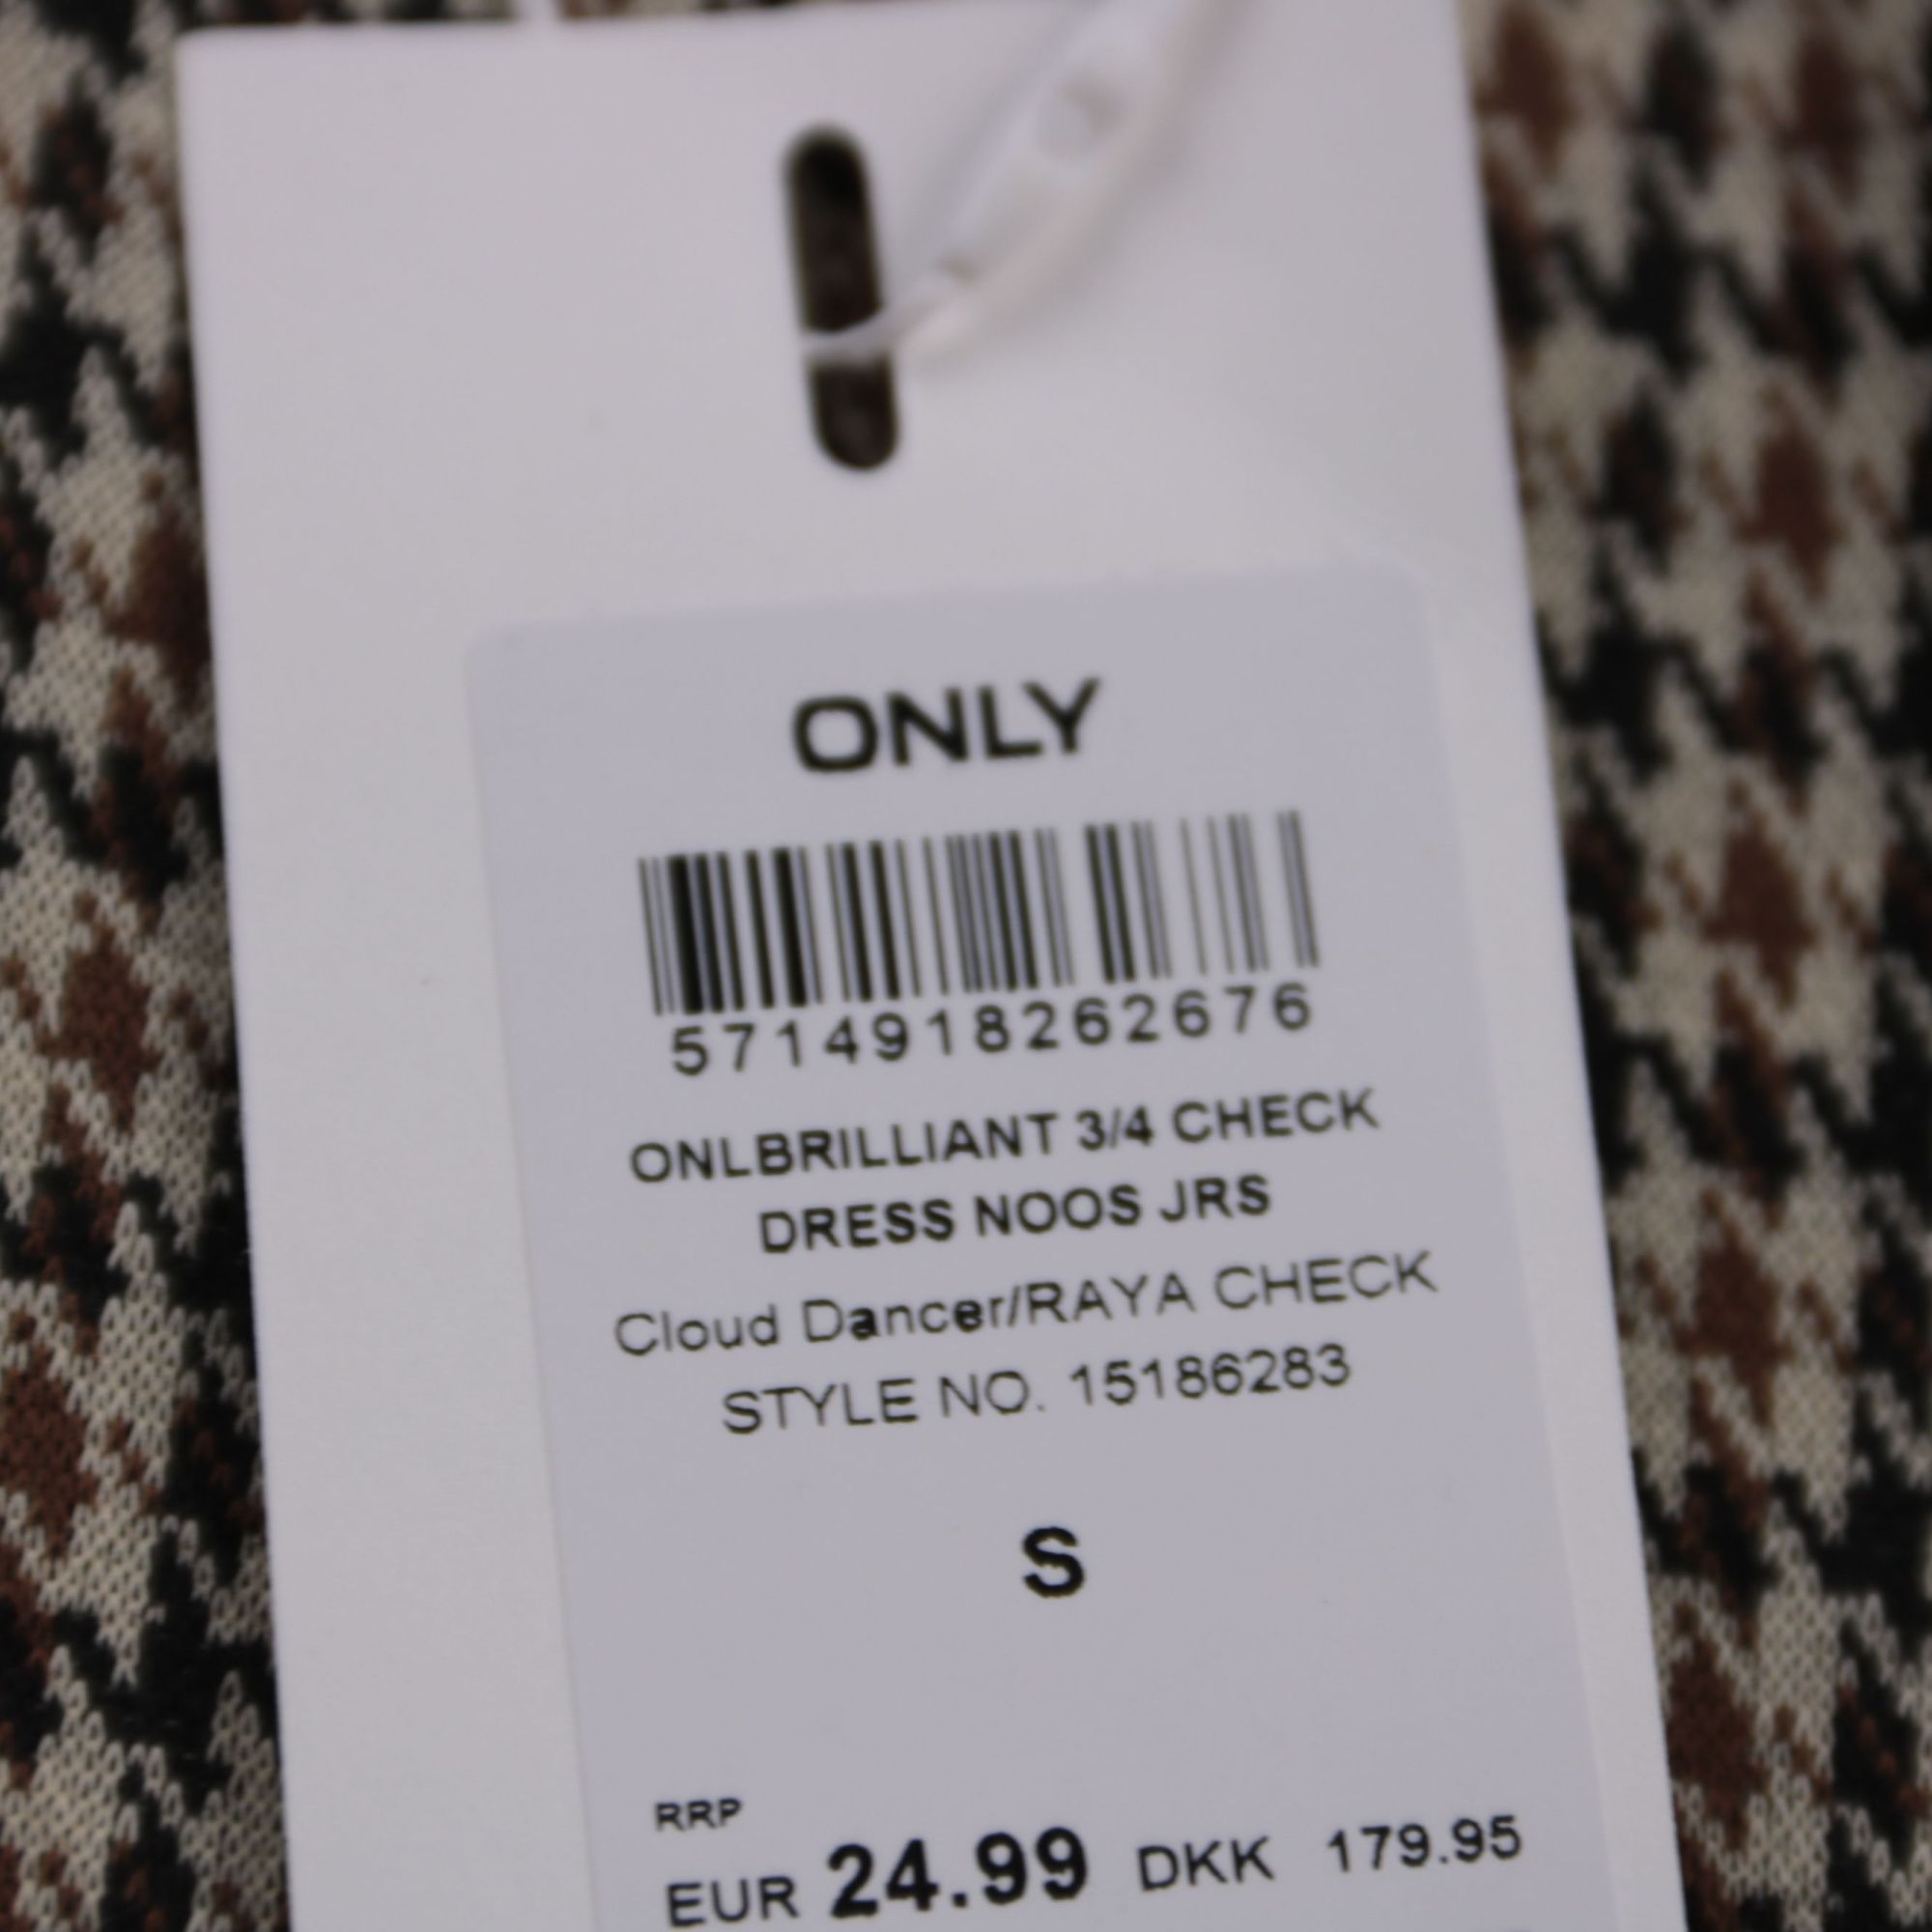 ONLY
5714918262676
ONLBRILLIANT 3/4 CHECK
DRESS NOOS JRS
Cloud Dancer/RAYA CHECK
STYLE NO. 15186283
S
RRP
EUR 24.99 DKK 179.95